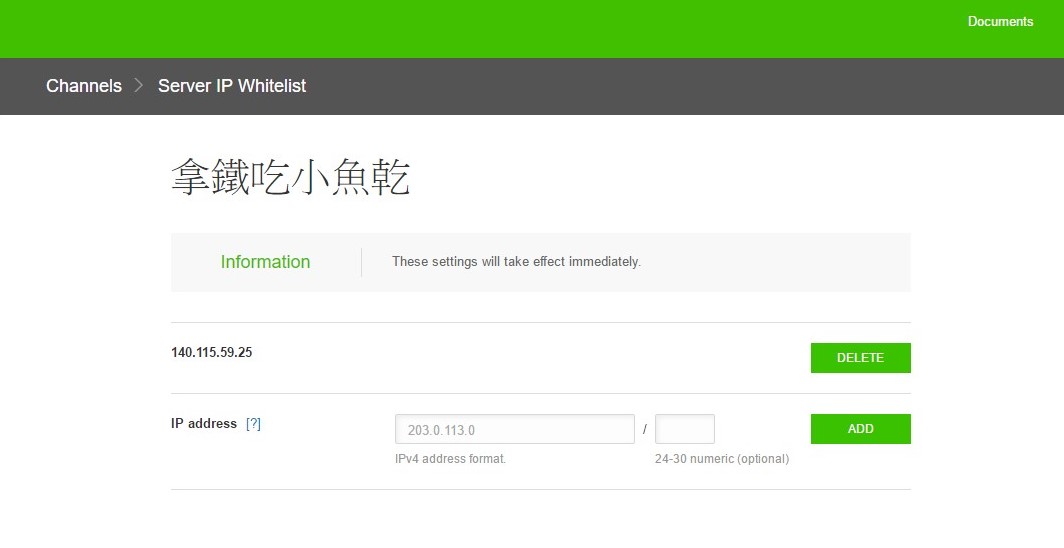 Documents
Channels > Server IP Whitelist
拿鐵吃小魚乾
Information These settings will take effect immediately.
140.115.59.25 DELETE
IP address [?] 203.0.113.0 / ADD
IPv4 address format. 24-30 numeric (optional)